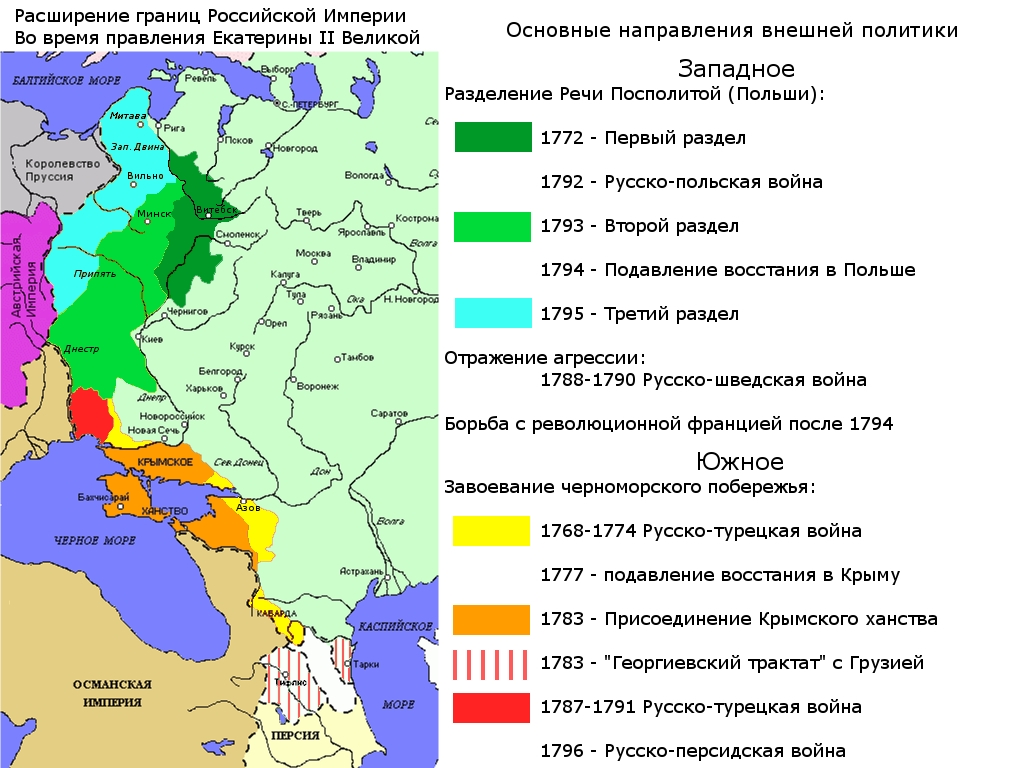 Расширение границ Российской Империи
Во время правления Екатерины II Великой
БАЛТИЙСКОЕ МОРЕ
Ревель
Выборг
С.-ПЕТЕРБУРГ
Митава
Рига
Псков
Новгород
Зап. Двина
Королевство
Пруссия
Вильно
Вологда
Минск
Витебск
Тверь
Кострома
Смоленск
Ярославль
Волга
Москва
Владимир
Австрийская
Империя
Припять
Калуга
Тула
Ока
Н. Новгород
Рязань
Чернигов
Орел
Киев
Днестр
Курск
Тамбов
Белгород
Харьков
Воронеж
Днепр
Новороссийск
Новая Сечь
Саратов
КРЫМСКОЕ
Сев. Донец
Дон
Бахчисарай
ХАНСТВО
Азов
Волга
ЧЕРНОЕ МОРЕ
Астрахань
КАБАРДА
КАСПИЙСКОЕ
Тарки
Тифлис
ОСМАНСКАЯ
ИМПЕРИЯ
МОРЕ
ПЕРСИЯ
Основные направления внешней политики
Западное
Разделение Речи Посполитой (Польши):
1772 - Первый раздел
1792 - Русско-польская война
1793 - Второй раздел
1794 - Подавление восстания в Польше
1795 - Третий раздел
Отражение агрессии:
1788-1790 Русско-шведская война
Борьба с революционной францией после 1794
Южное
Завоевание черноморского побережья:
1768-1774 Русско-турецкая война
1777 - подавление восстания в Крыму
1783 - Присоединение Крымского ханства
1783 - "Георгиевский трактат" с Грузией
1787-1791 Русско-турецкая война
1796 - Русско-персидская война